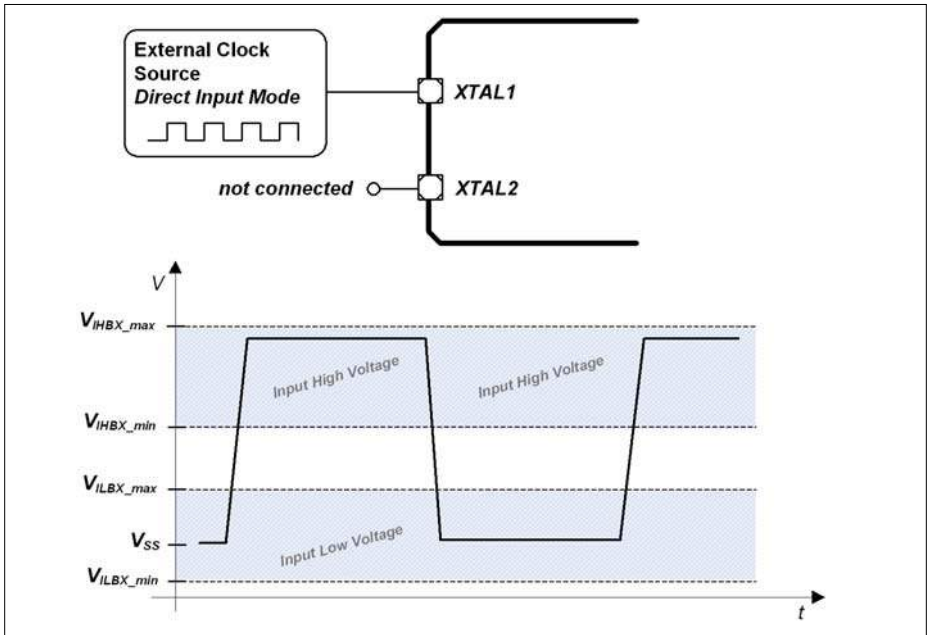 External Clock
Source
Direct Input Mode
XTAL1
not connected
XTAL2
V
VIHBX_max
Input High Voltage
Input High Voltage
VIHBX_min
VILBX_max
VSS
Input Low Voltage
VILBX_min
t